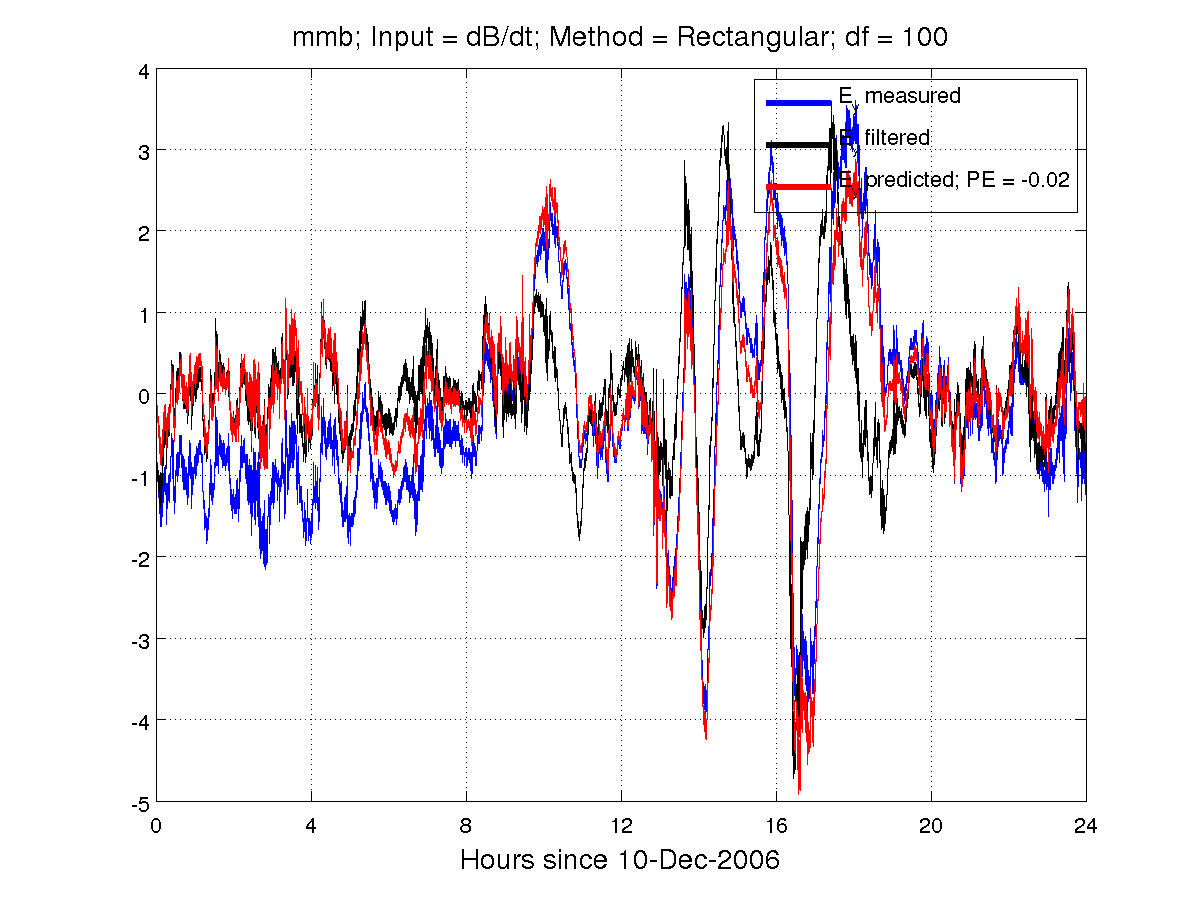 mmb; Input = dB/dt; Method = Rectangular; df = 100
4
3
2
1
0
-1
-2
-3
-4
-5
E measured
E filtered
E predicted; PE = -0.02
0 4 8 12 16 20 24
Hours since 10-Dec-2006